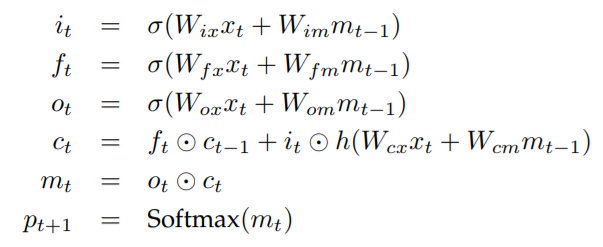 i_t = σ(W_{ix}x_t + W_{im}m_{t−1})
f_t = σ(W_{fx}x_t + W_{fm}m_{t−1})
o_t = σ(W_{ox}x_t + W_{om}m_{t−1})
c_t = f_t ⊙ c_{t−1} + i_t ⊙ h(W_{cx}x_t + W_{cm}m_{t−1})
m_t = o_t ⊙ c_t
p_{t+1} = Softmax(m_t)